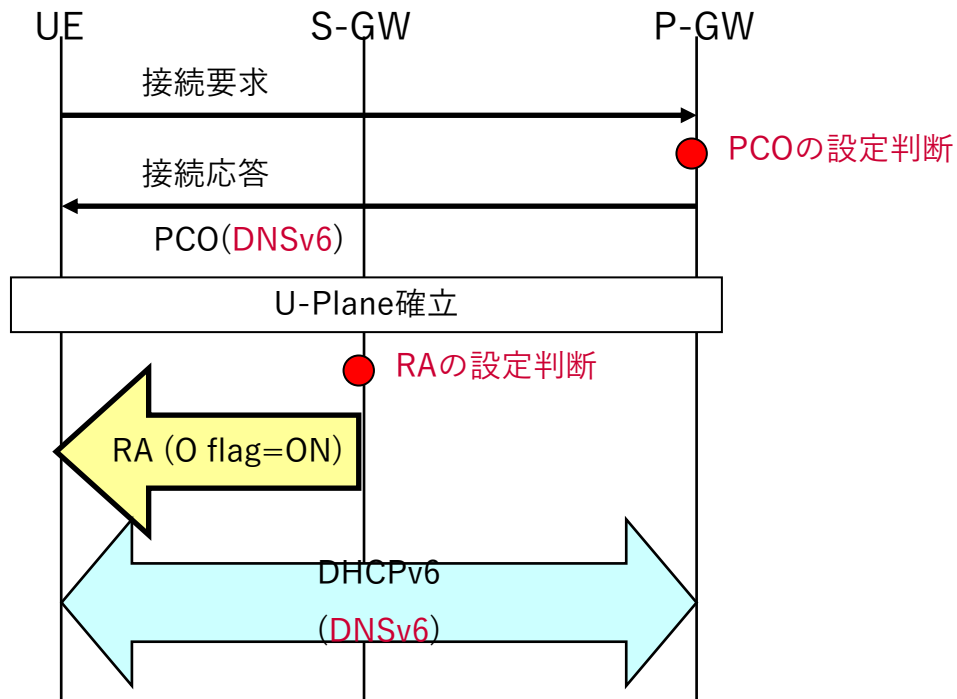 UE S-GW P-GW
接続要求
PCOの設定判断
接続応答
PCO(DNSv6)
U-Plane確立
RAの設定判断
RA (O flag=ON)
DHCPv6
(DNSv6)